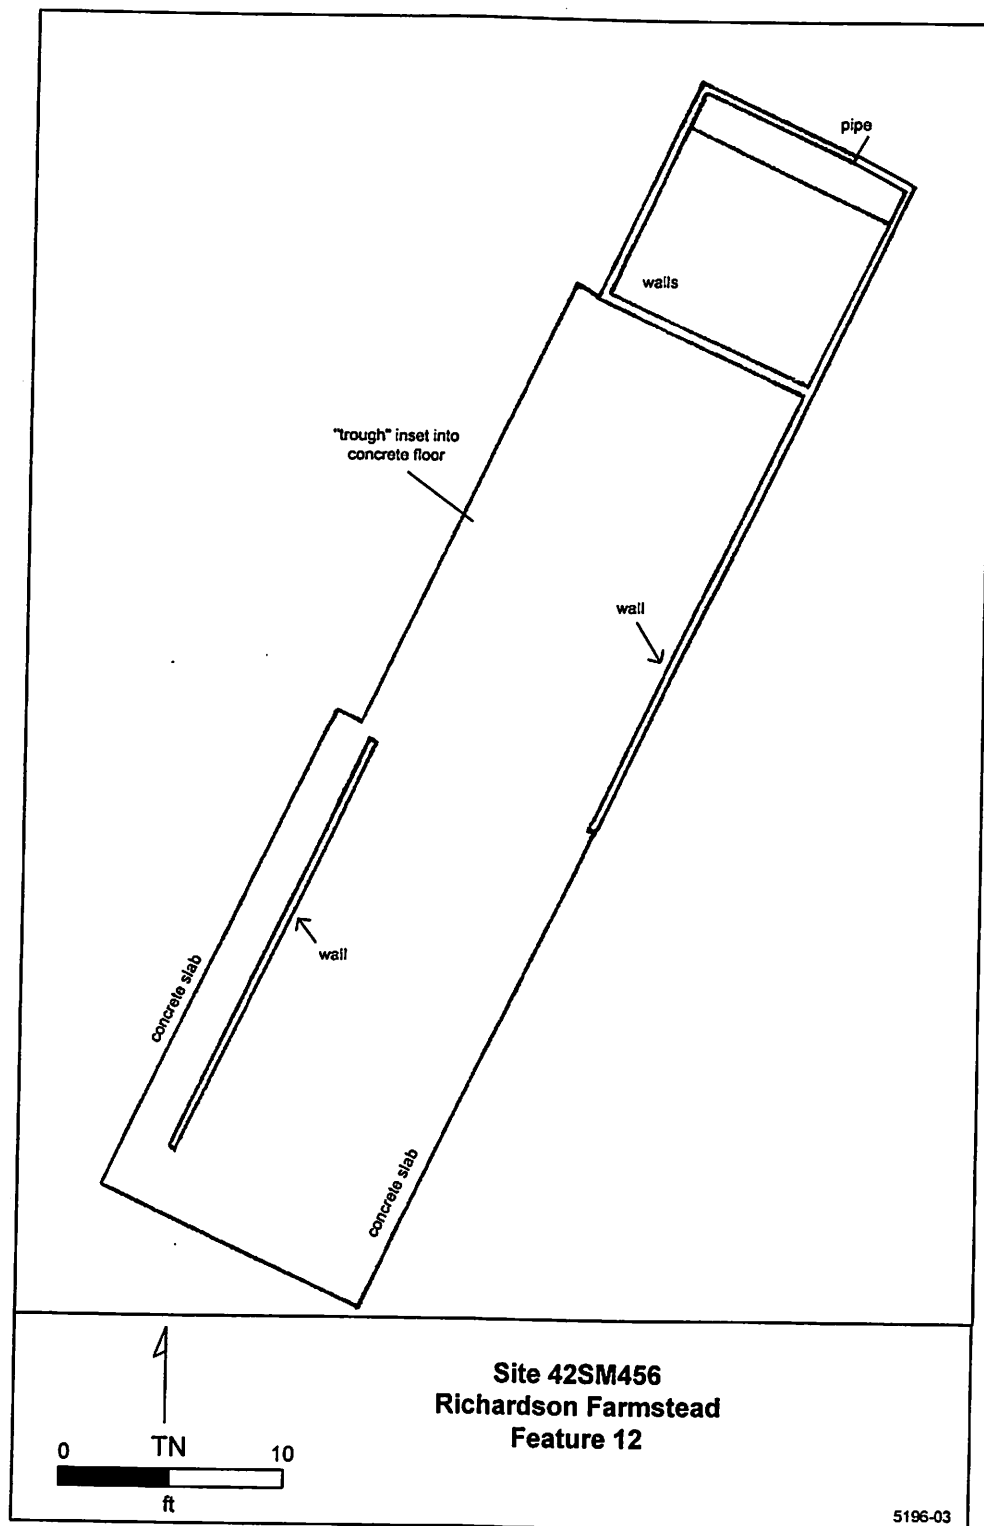 pipe
walls
"trough" inset into
concrete floor
wall
wall
concrete slab
concrete slab
Site 42SM456
Richardson Farmstead
Feature 12
TN
0 10
ft
5196-03